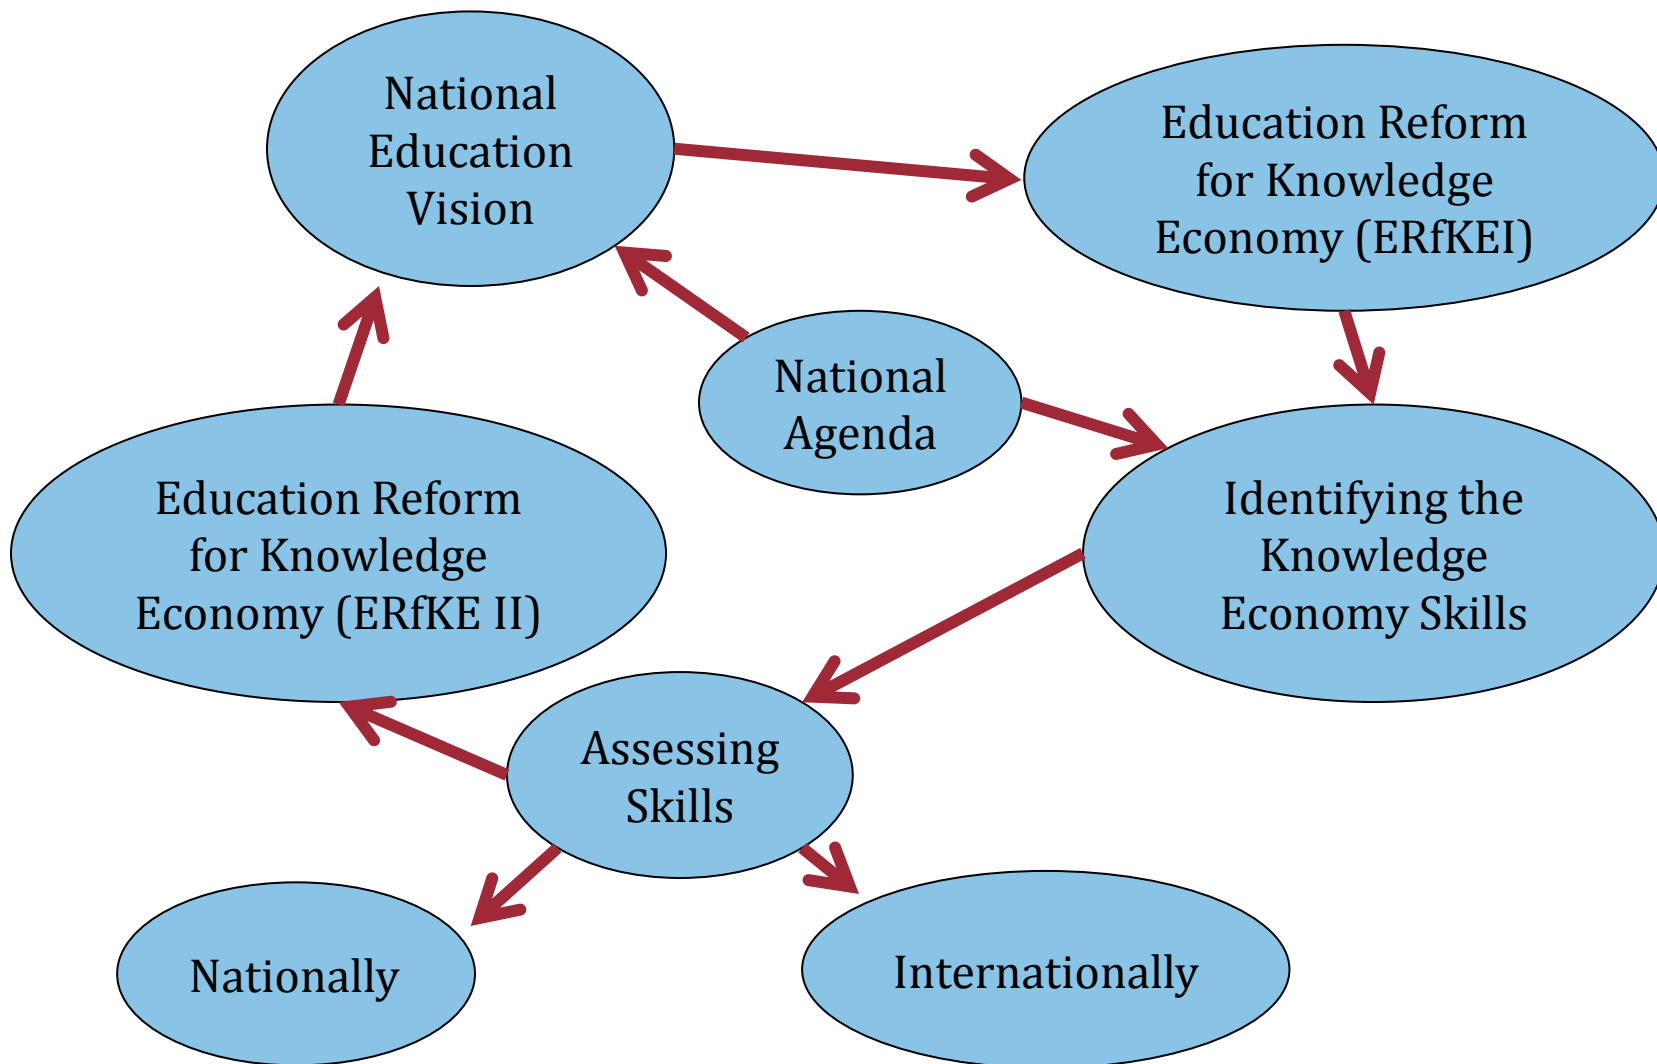 National
Education
Vision
Education Reform
for Knowledge
Economy (ERfKEI)
National
Agenda
Education Reform
for Knowledge
Economy (ERfKE II)
Identifying the
Knowledge
Economy Skills
Assessing
Skills
Nationally
Internationally